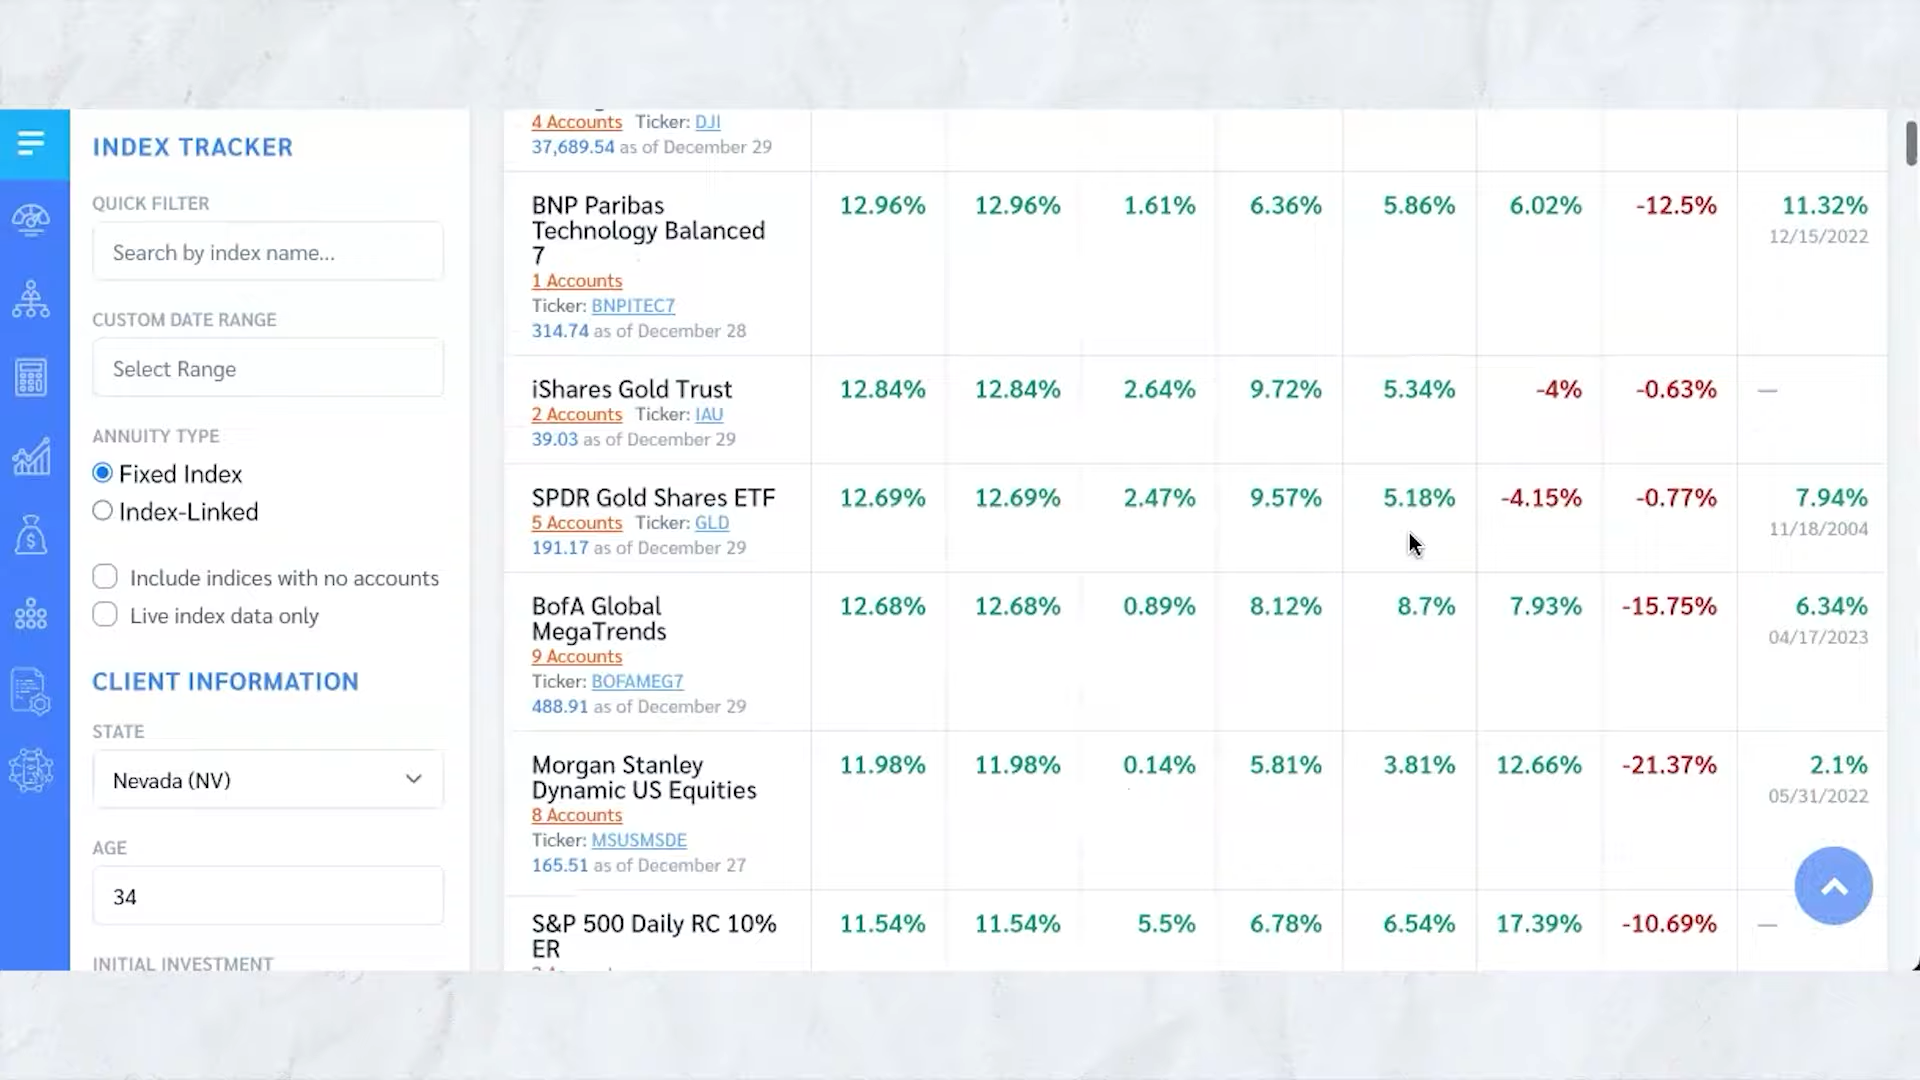 INDEX TRACKER
QUICK FILTER
Search by index name...
CUSTOM DATE RANGE
Select Range
ANNUITY TYPE
Fixed Index
Index-Linked
Include indices with no accounts
Live index data only
CLIENT INFORMATION
STATE
Nevada (NV)
AGE
34
INITIAL INVESTMENT
4 Accounts Ticker: DJI
37,689.54 as of December 29
BNP Paribas 12.96% 12.96% 1.61% 6.36% 5.86% 6.02% -12.5% 11.32%
Technology Balanced 12/15/2022
7
1 Accounts
Ticker: BNPITEC7
314.74 as of December 28
iShares Gold Trust 12.84% 12.84% 2.64% 9.72% 5.34% -4% -0.63% —
2 Accounts Ticker: IAU
39.03 as of December 29
SPDR Gold Shares ETF 12.69% 12.69% 2.47% 9.57% 5.18% -4.15% -0.77% 7.94%
5 Accounts Ticker: GLD 11/18/2004
191.17 as of December 29
BofA Global 12.68% 12.68% 0.89% 8.12% 8.7% 7.93% -15.75% 6.34%
MegaTrends 04/17/2023
9 Accounts
Ticker: BOFAMEG7
488.91 as of December 29
Morgan Stanley 11.98% 11.98% 0.14% 5.81% 3.81% 12.66% -21.37% 2.1%
Dynamic US Equities 05/31/2022
8 Accounts
Ticker: MSUSMSDE
165.51 as of December 27
S&P 500 Daily RC 10% 11.54% 11.54% 5.5% 6.78% 6.54% 17.39% -10.69% —
ER